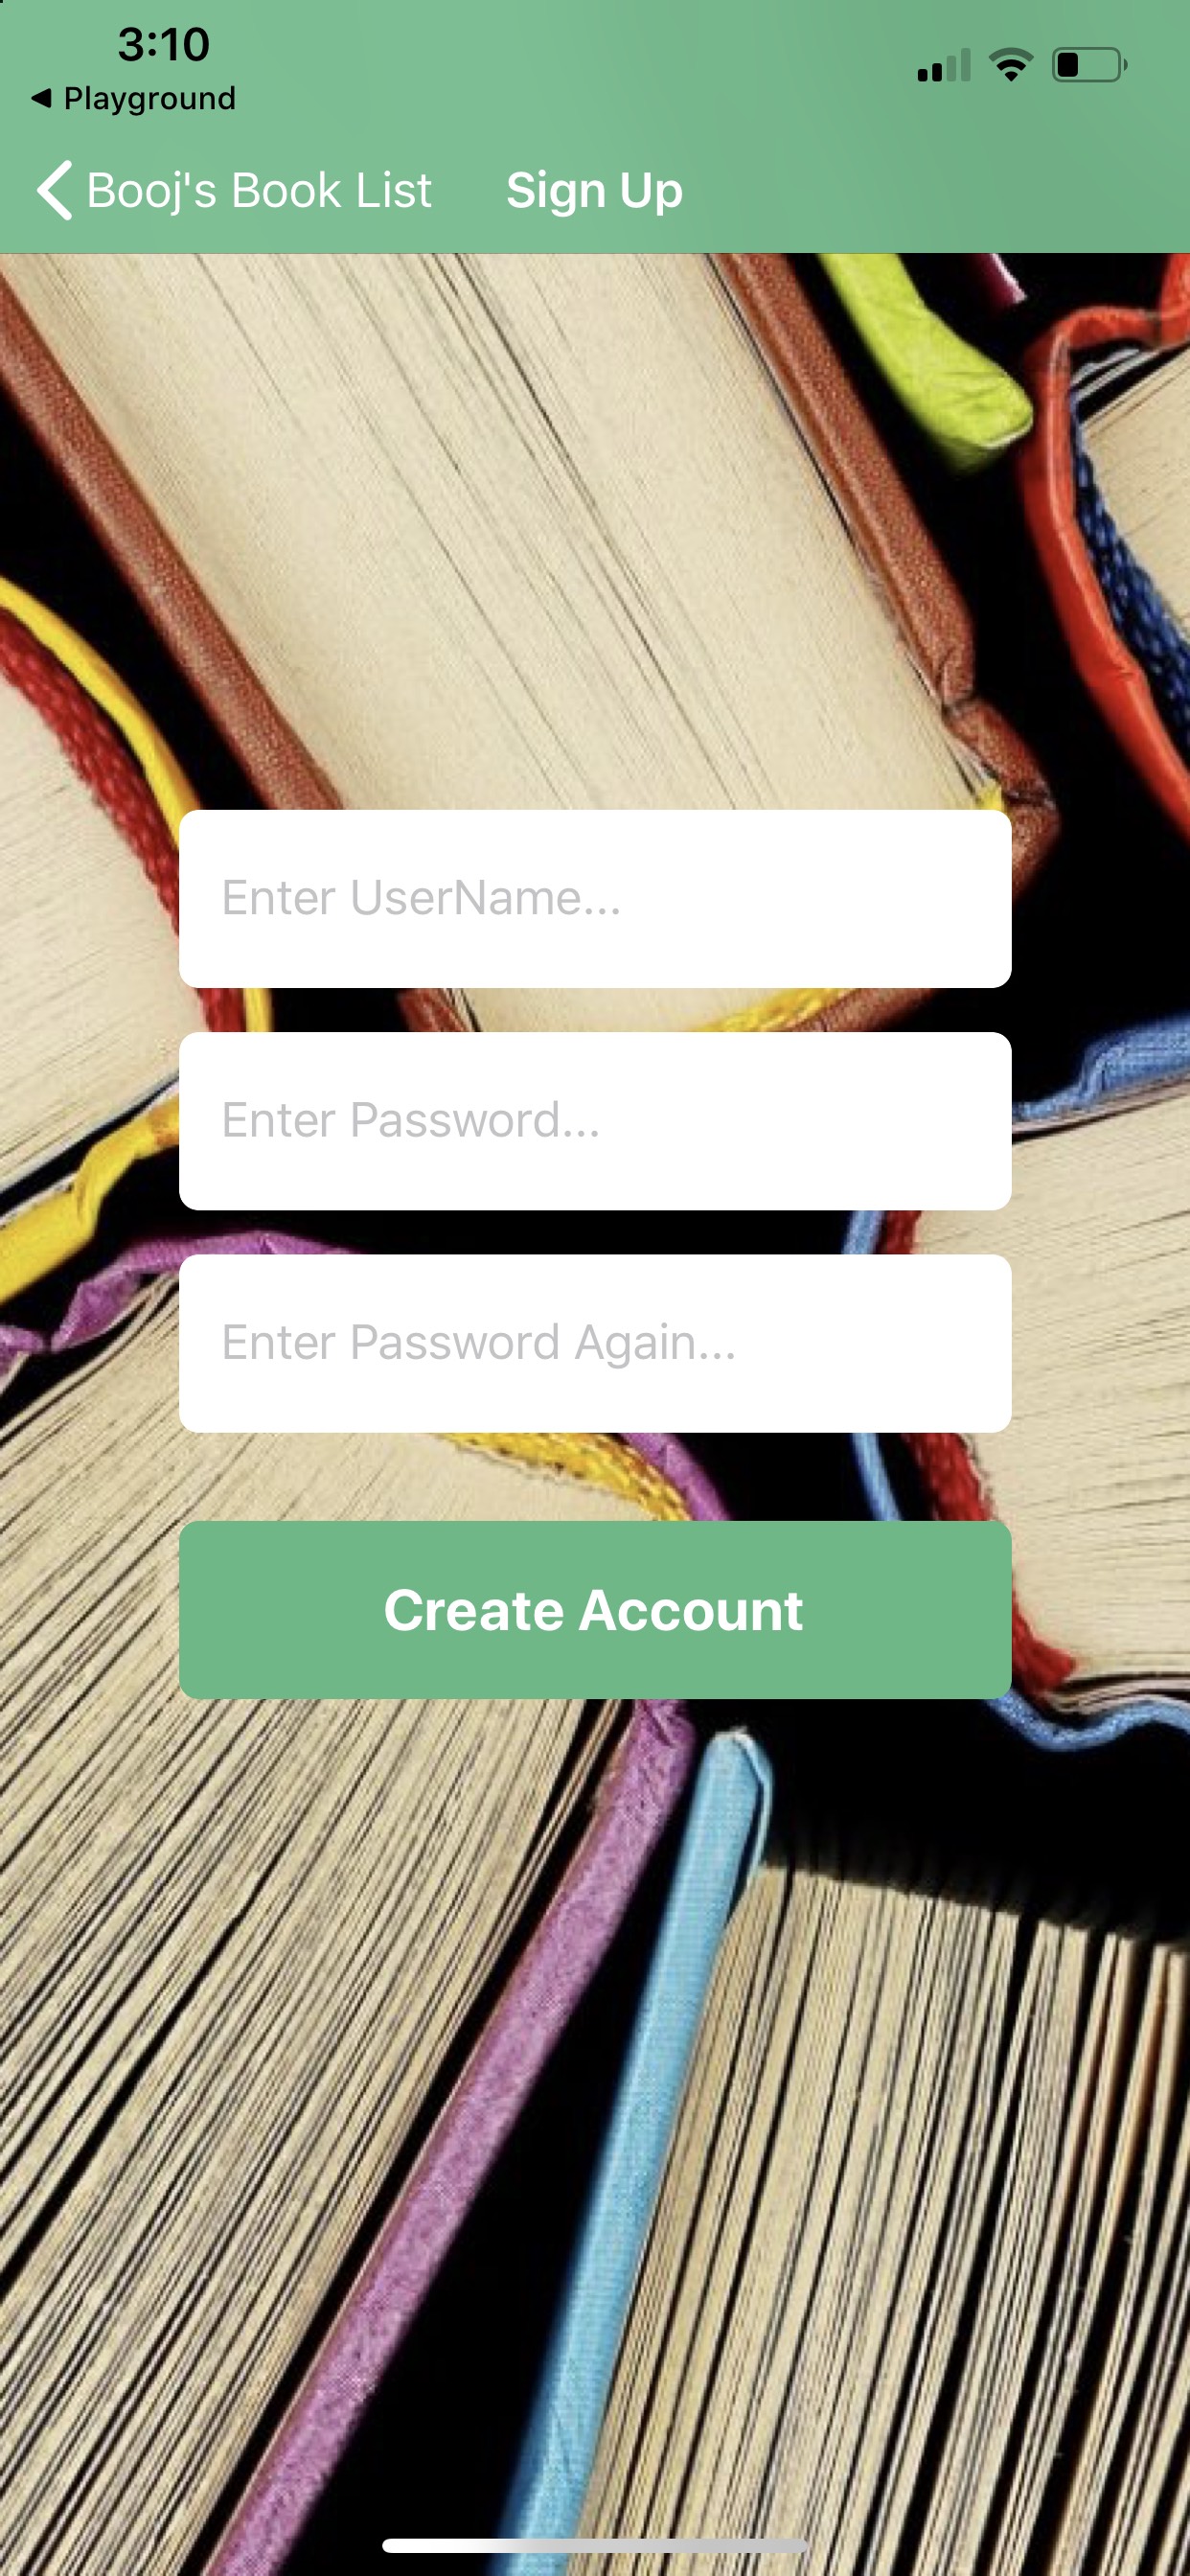 3:10
◀ Playground
Booj's Book List Sign Up
Enter UserName...
Enter Password...
Enter Password Again...
Create Account